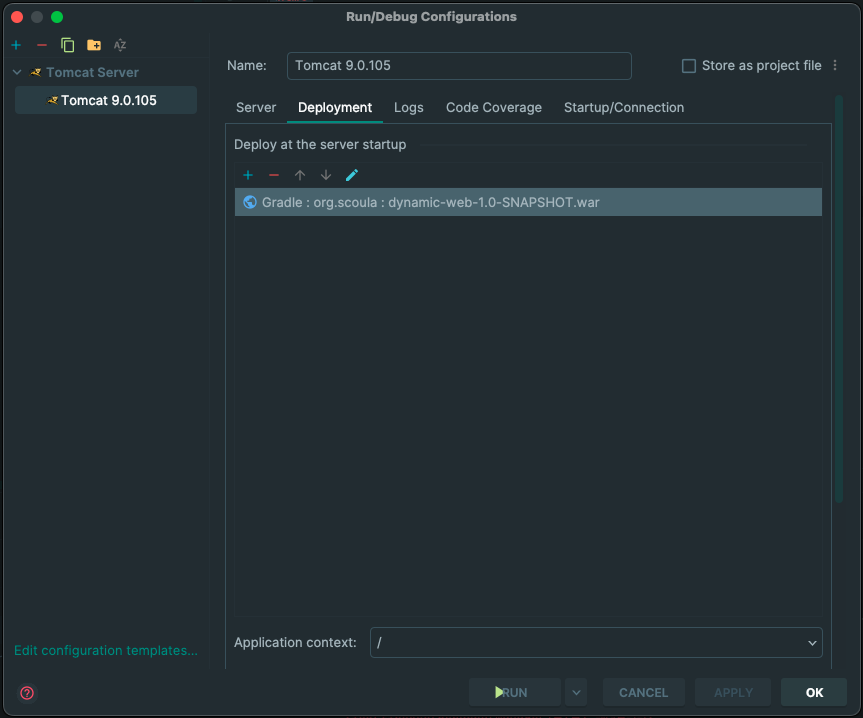 Run/Debug Configurations
Tomcat Server
Tomcat 9.0.105
Name: Tomcat 9.0.105 Store as project file
Server Deployment Logs Code Coverage Startup/Connection
Deploy at the server startup
Gradle : org.scoula : dynamic-web-1.0-SNAPSHOT.war
Application context: /
Edit configuration templates...
? RUN CANCEL APPLY OK